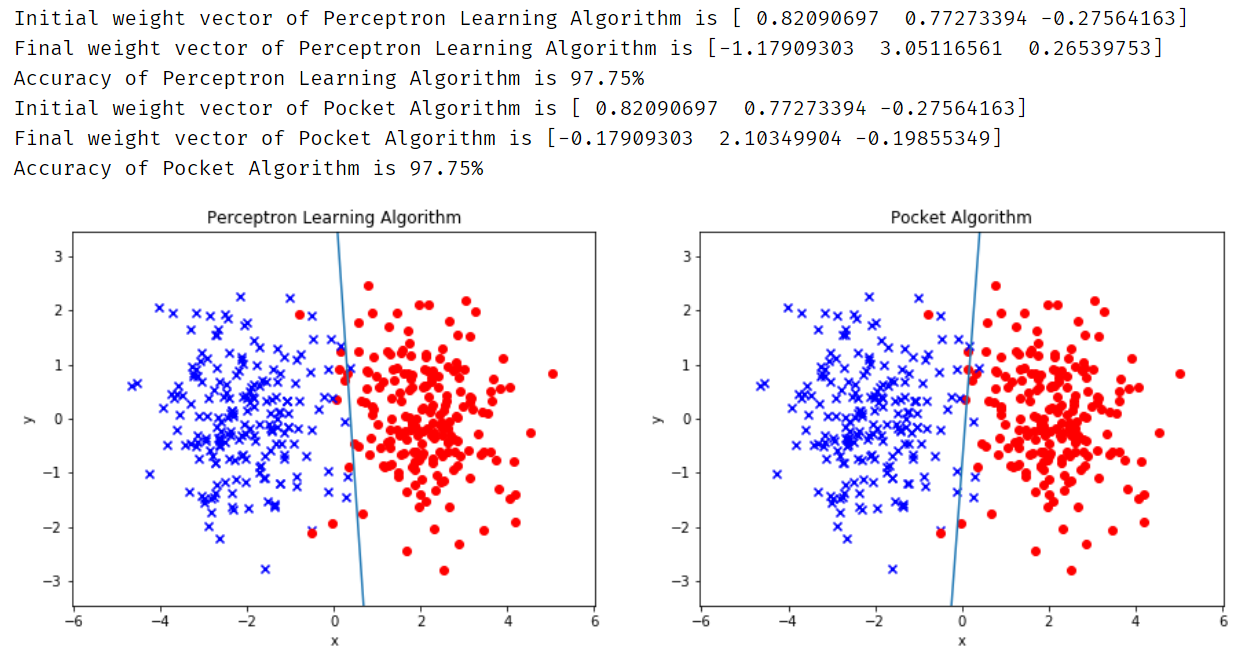 Initial weight vector of Perceptron Learning Algorithm is [ 0.82090697  0.77273394 -0.27564163]
Final weight vector of Perceptron Learning Algorithm is [-1.17909303  3.05116561  0.26539753]
Accuracy of Perceptron Learning Algorithm is 97.75%
Initial weight vector of Pocket Algorithm is [ 0.82090697  0.77273394 -0.27564163]
Final weight vector of Pocket Algorithm is [-0.17909303  2.10349904 -0.19855349]
Accuracy of Pocket Algorithm is 97.75%
Perceptron Learning Algorithm
3
2
1
0
−1
−2
−3
y
−6 −4 −2 0 2 4 6
x
Pocket Algorithm
3
2
1
0
−1
−2
−3
y
−6 −4 −2 0 2 4 6
x